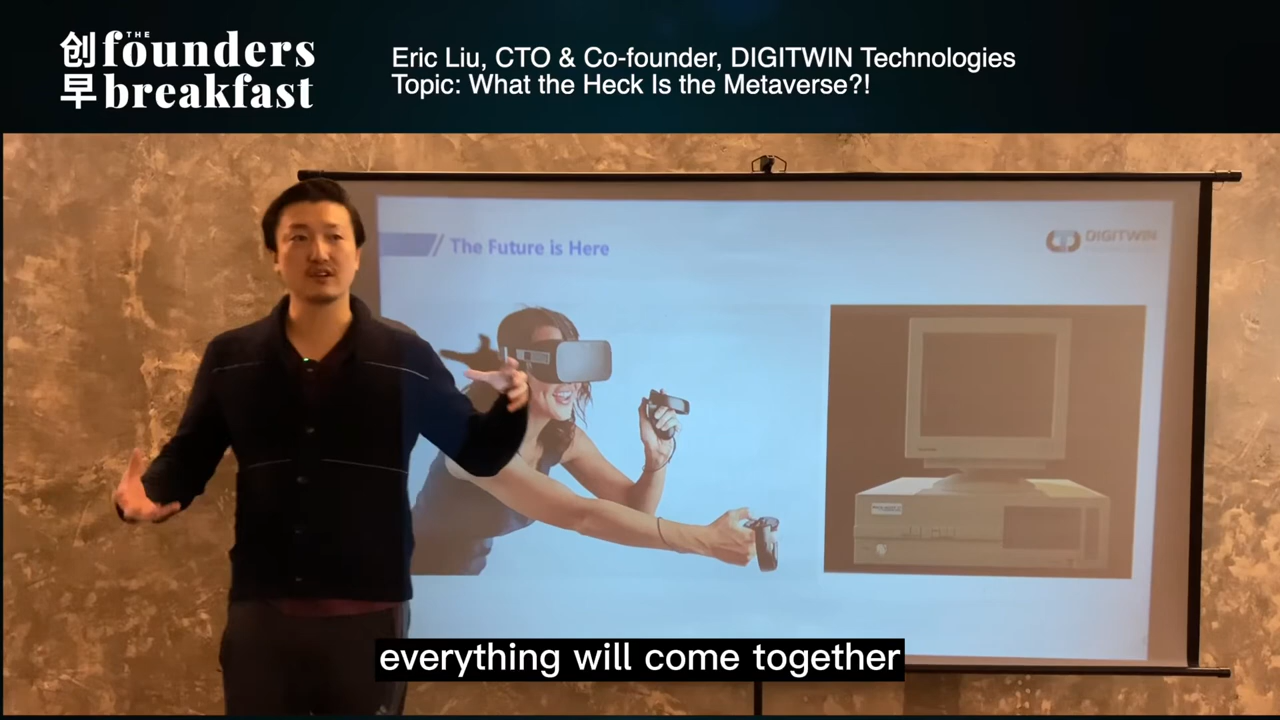 创早
THE
founders
breakfast
Eric Liu, CTO & Co-founder, DIGITWIN Technologies
Topic: What the Heck Is the Metaverse?!
The Future is Here
DIGITWIN
everything will come together